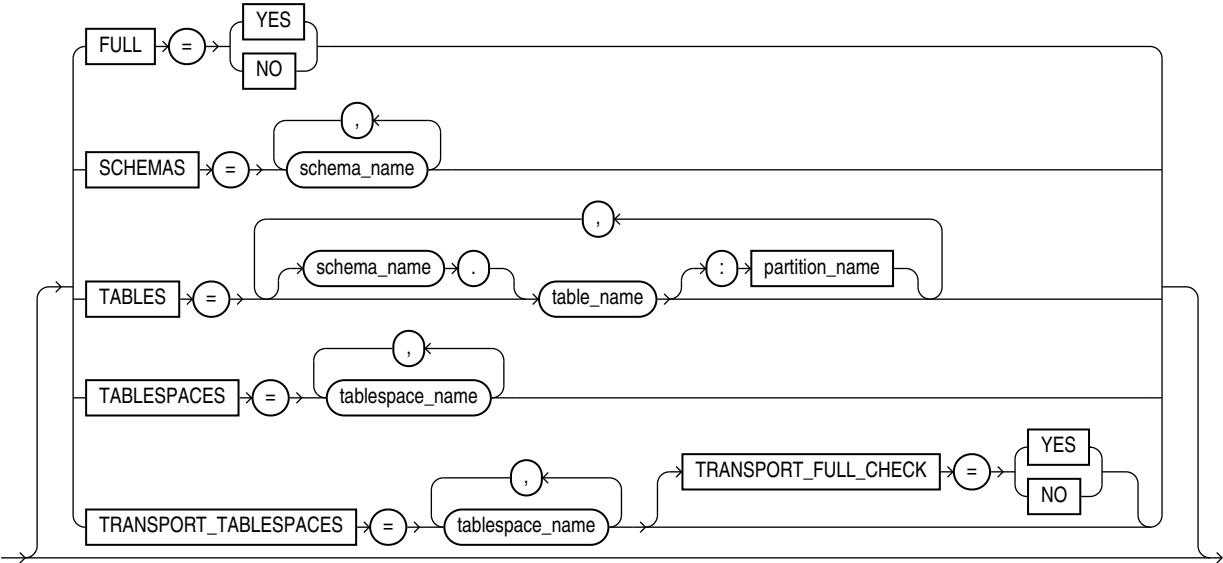 YES
FULL =
NO
,
SCHEMAS = schema_name
,
schema_name . : partition_name
TABLES = table_name
,
TABLESPACES = tablespace_name
YES
TRANSPORT_FULL_CHECK =
, NO
TRANSPORT_TABLESPACES = tablespace_name